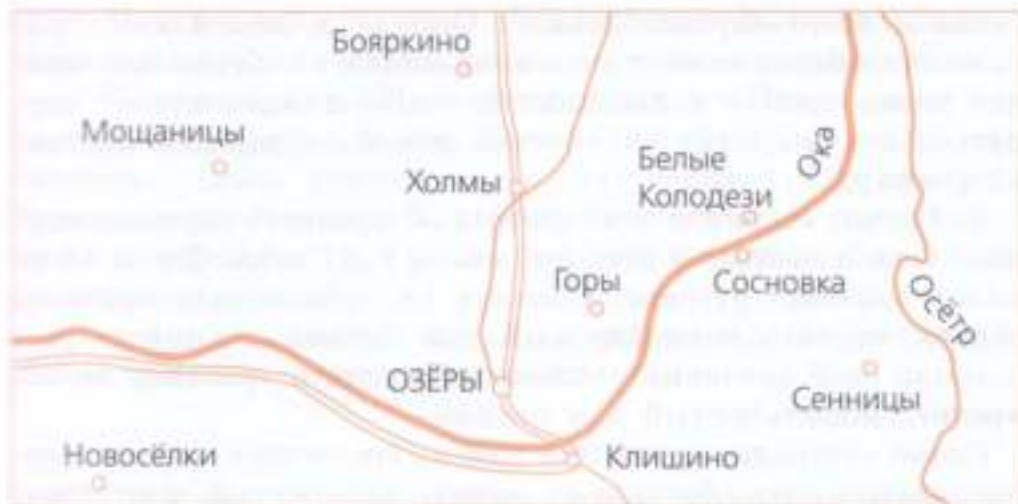 Бояркино
Мощаницы
Холмы
Белые
Колодези
Ока
Горы
Сосновка
Осётр
ОЗЁРЫ
Сенницы
Новосёлки
Клишино